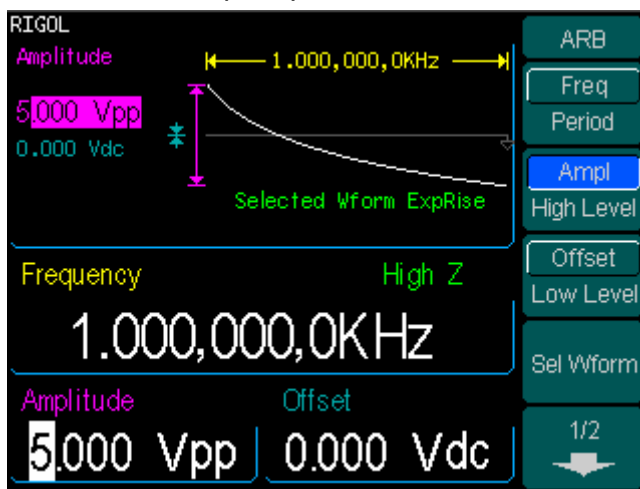 RIGOL
Amplitude
1.000,000,0KHz
5.000 Vpp
0.000 Vdc
Selected Wform ExpRise
Frequency
High Z
1.000,000,0KHz
Amplitude
Offset
5.000 Vpp
0.000 Vdc
ARB
Freq
Period
Ampl
High Level
Offset
Low Level
Sel Wform
1/2